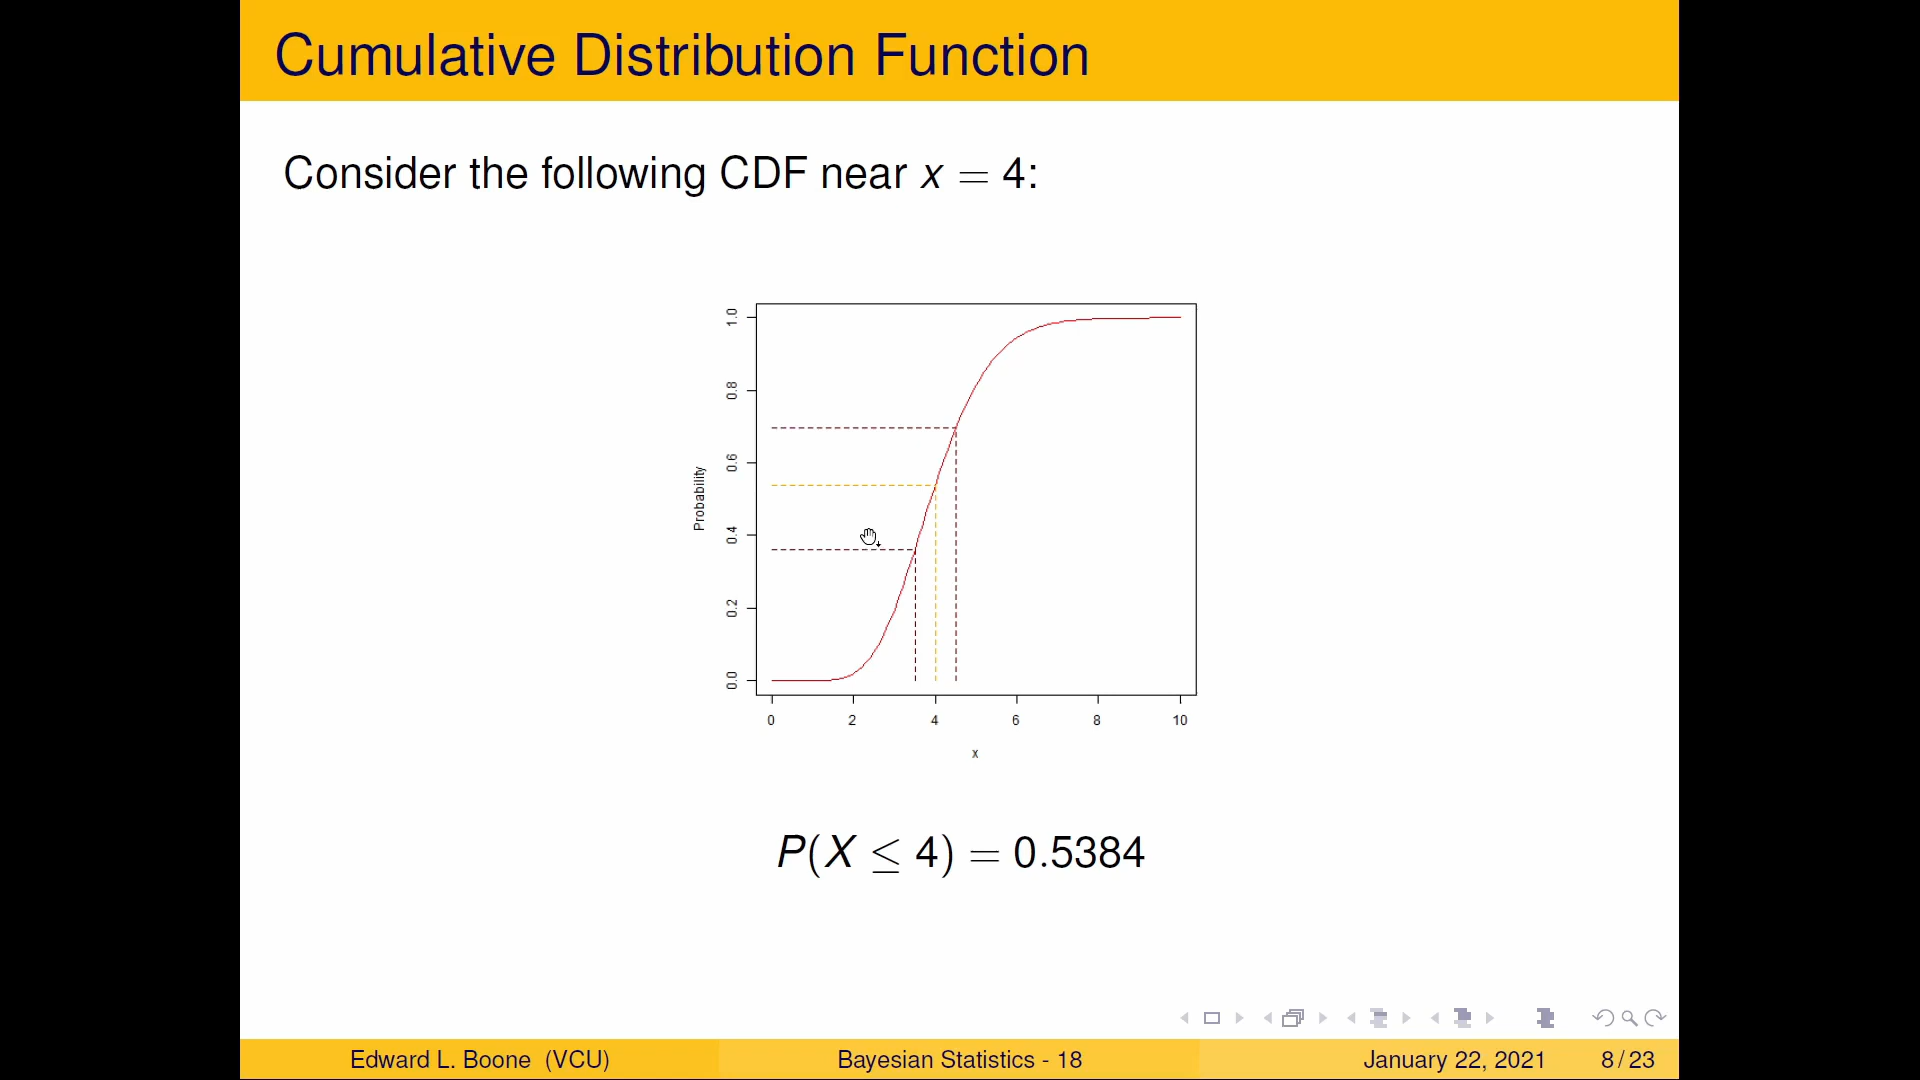 Cumulative Distribution Function
Consider the following CDF near x = 4:
1.0
0.8
0.6
0.4
0.2
0.0
Probability
0 2 4 6 8 10
x
P(X ≤ 4) = 0.5384
Edward L. Boone (VCU) Bayesian Statistics - 18 January 22, 2021 8 / 23